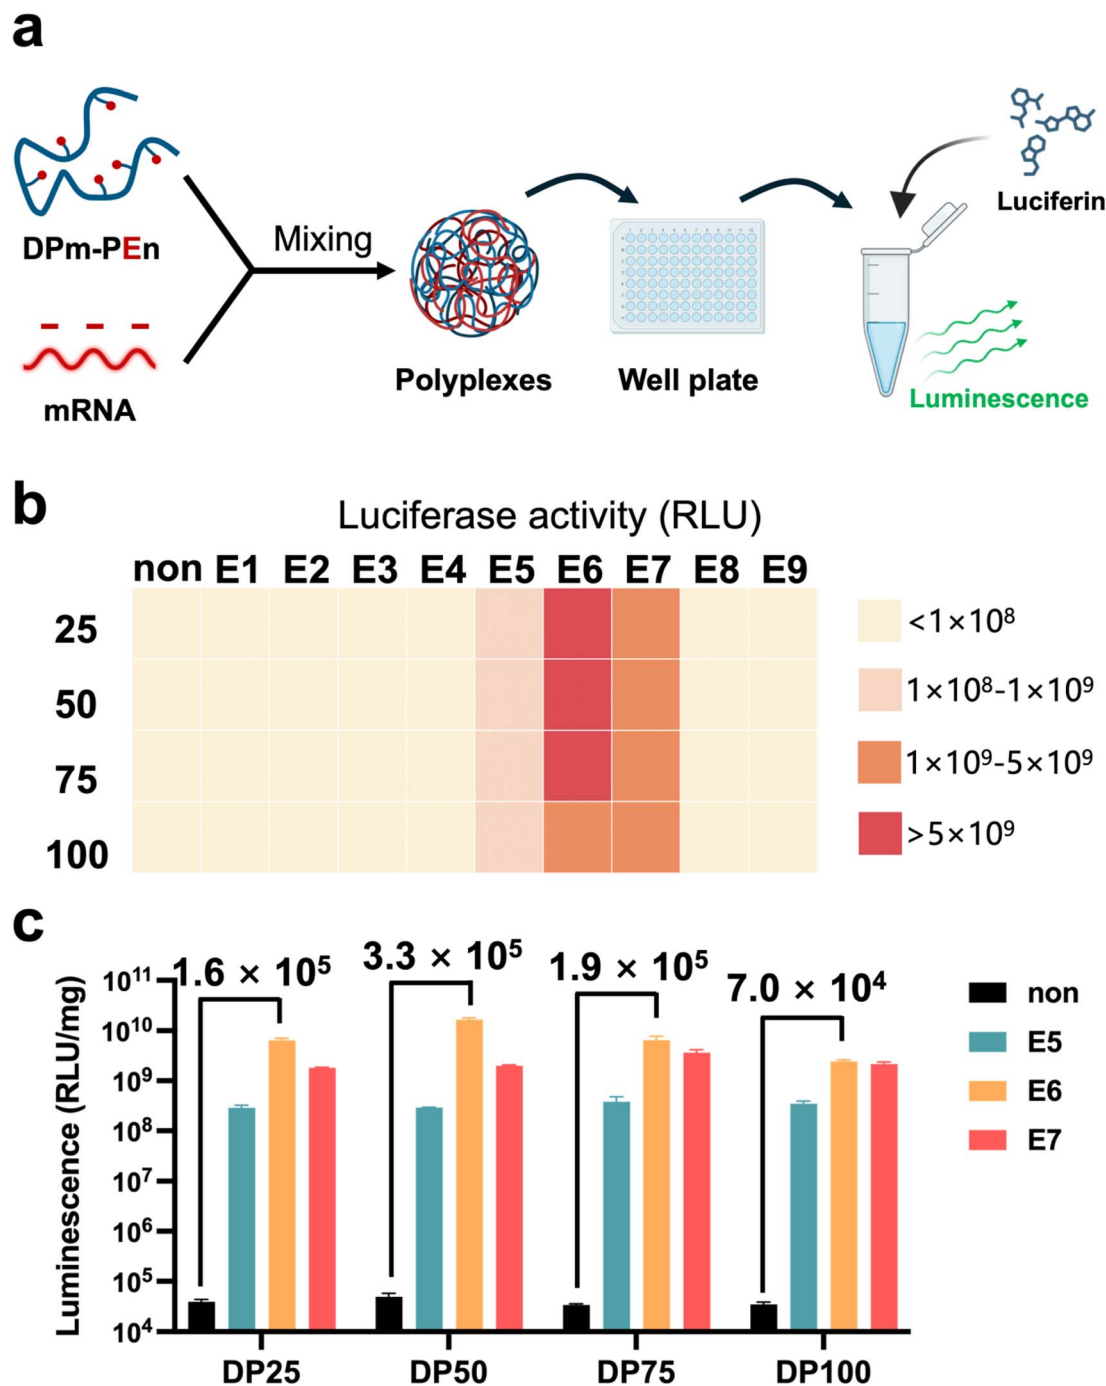 a
DPm-PEn
mRNA
Mixing
Polyplexes
Well plate
Luciferin
Luminescence
b
Luciferase activity (RLU)
non E1 E2 E3 E4 E5 E6 E7 E8 E9
25
50
75
100
<1×10⁸
1×10⁸-1×10⁹
1×10⁹-5×10⁹
>5×10⁹
c
Luminescence (RLU/mg)
10¹¹
10¹⁰
10⁹
10⁸
10⁷
10⁶
10⁵
10⁴
1.6 × 10⁵
3.3 × 10⁵
1.9 × 10⁵
7.0 × 10⁴
DP25 DP50 DP75 DP100
non
E5
E6
E7